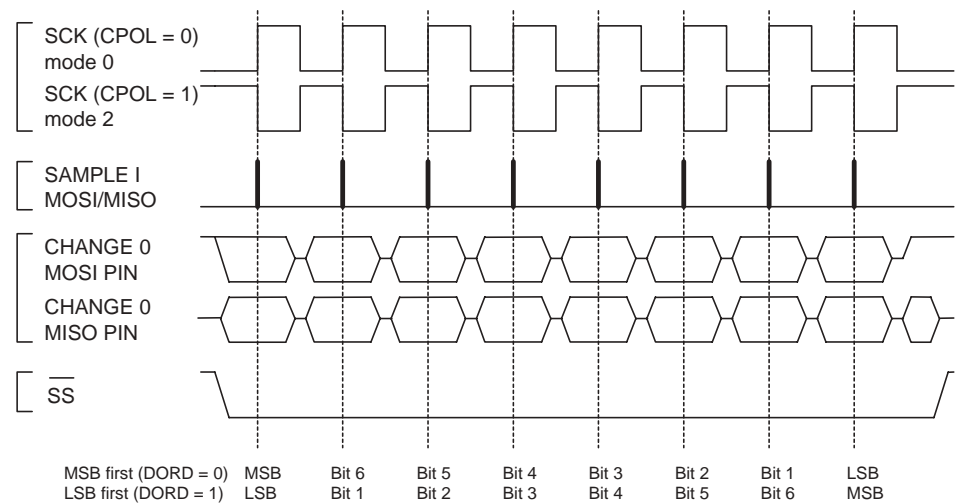 SCK (CPOL = 0)
mode 0
SCK (CPOL = 1)
mode 2
SAMPLE I
MOSI/MISO
CHANGE 0
MOSI PIN
CHANGE 0
MISO PIN
SS
MSB first (DORD = 0) MSB Bit 6 Bit 5 Bit 4 Bit 3 Bit 2 Bit 1 LSB
LSB first (DORD = 1) LSB Bit 1 Bit 2 Bit 3 Bit 4 Bit 5 Bit 6 MSB